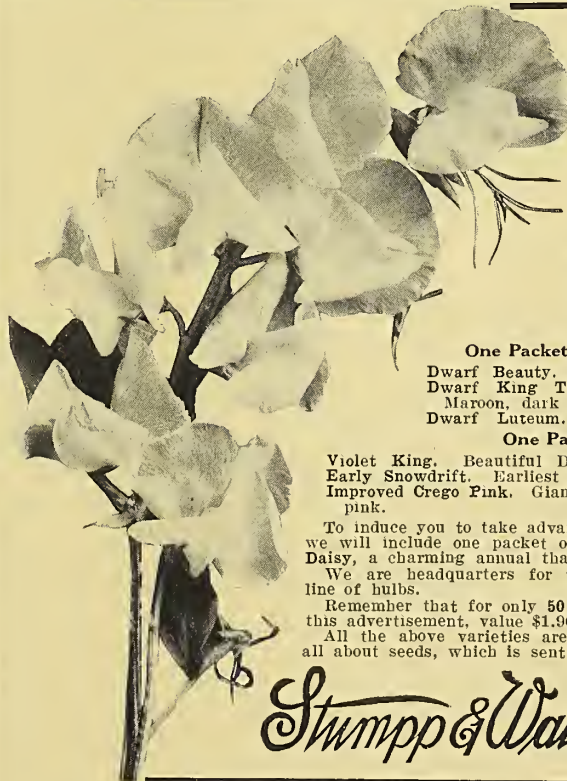 One Packet
Dwarf Beauty.
Dwarf King T
Maroon, dark
Dwarf Luteum.
One Pa
Violet King. Beautiful D
Early Snowdrift. Earliest
Improved Crego Pink. Gian
pink.
To induce you to take adva
we will include one packet o
Daisy, a charming annual tha
We are headquarters for
line of bulbs.
Remember that for only 50
this advertisement, value $1.90
All the above varieties are
all about seeds, which is sent
Stumpp & Wal